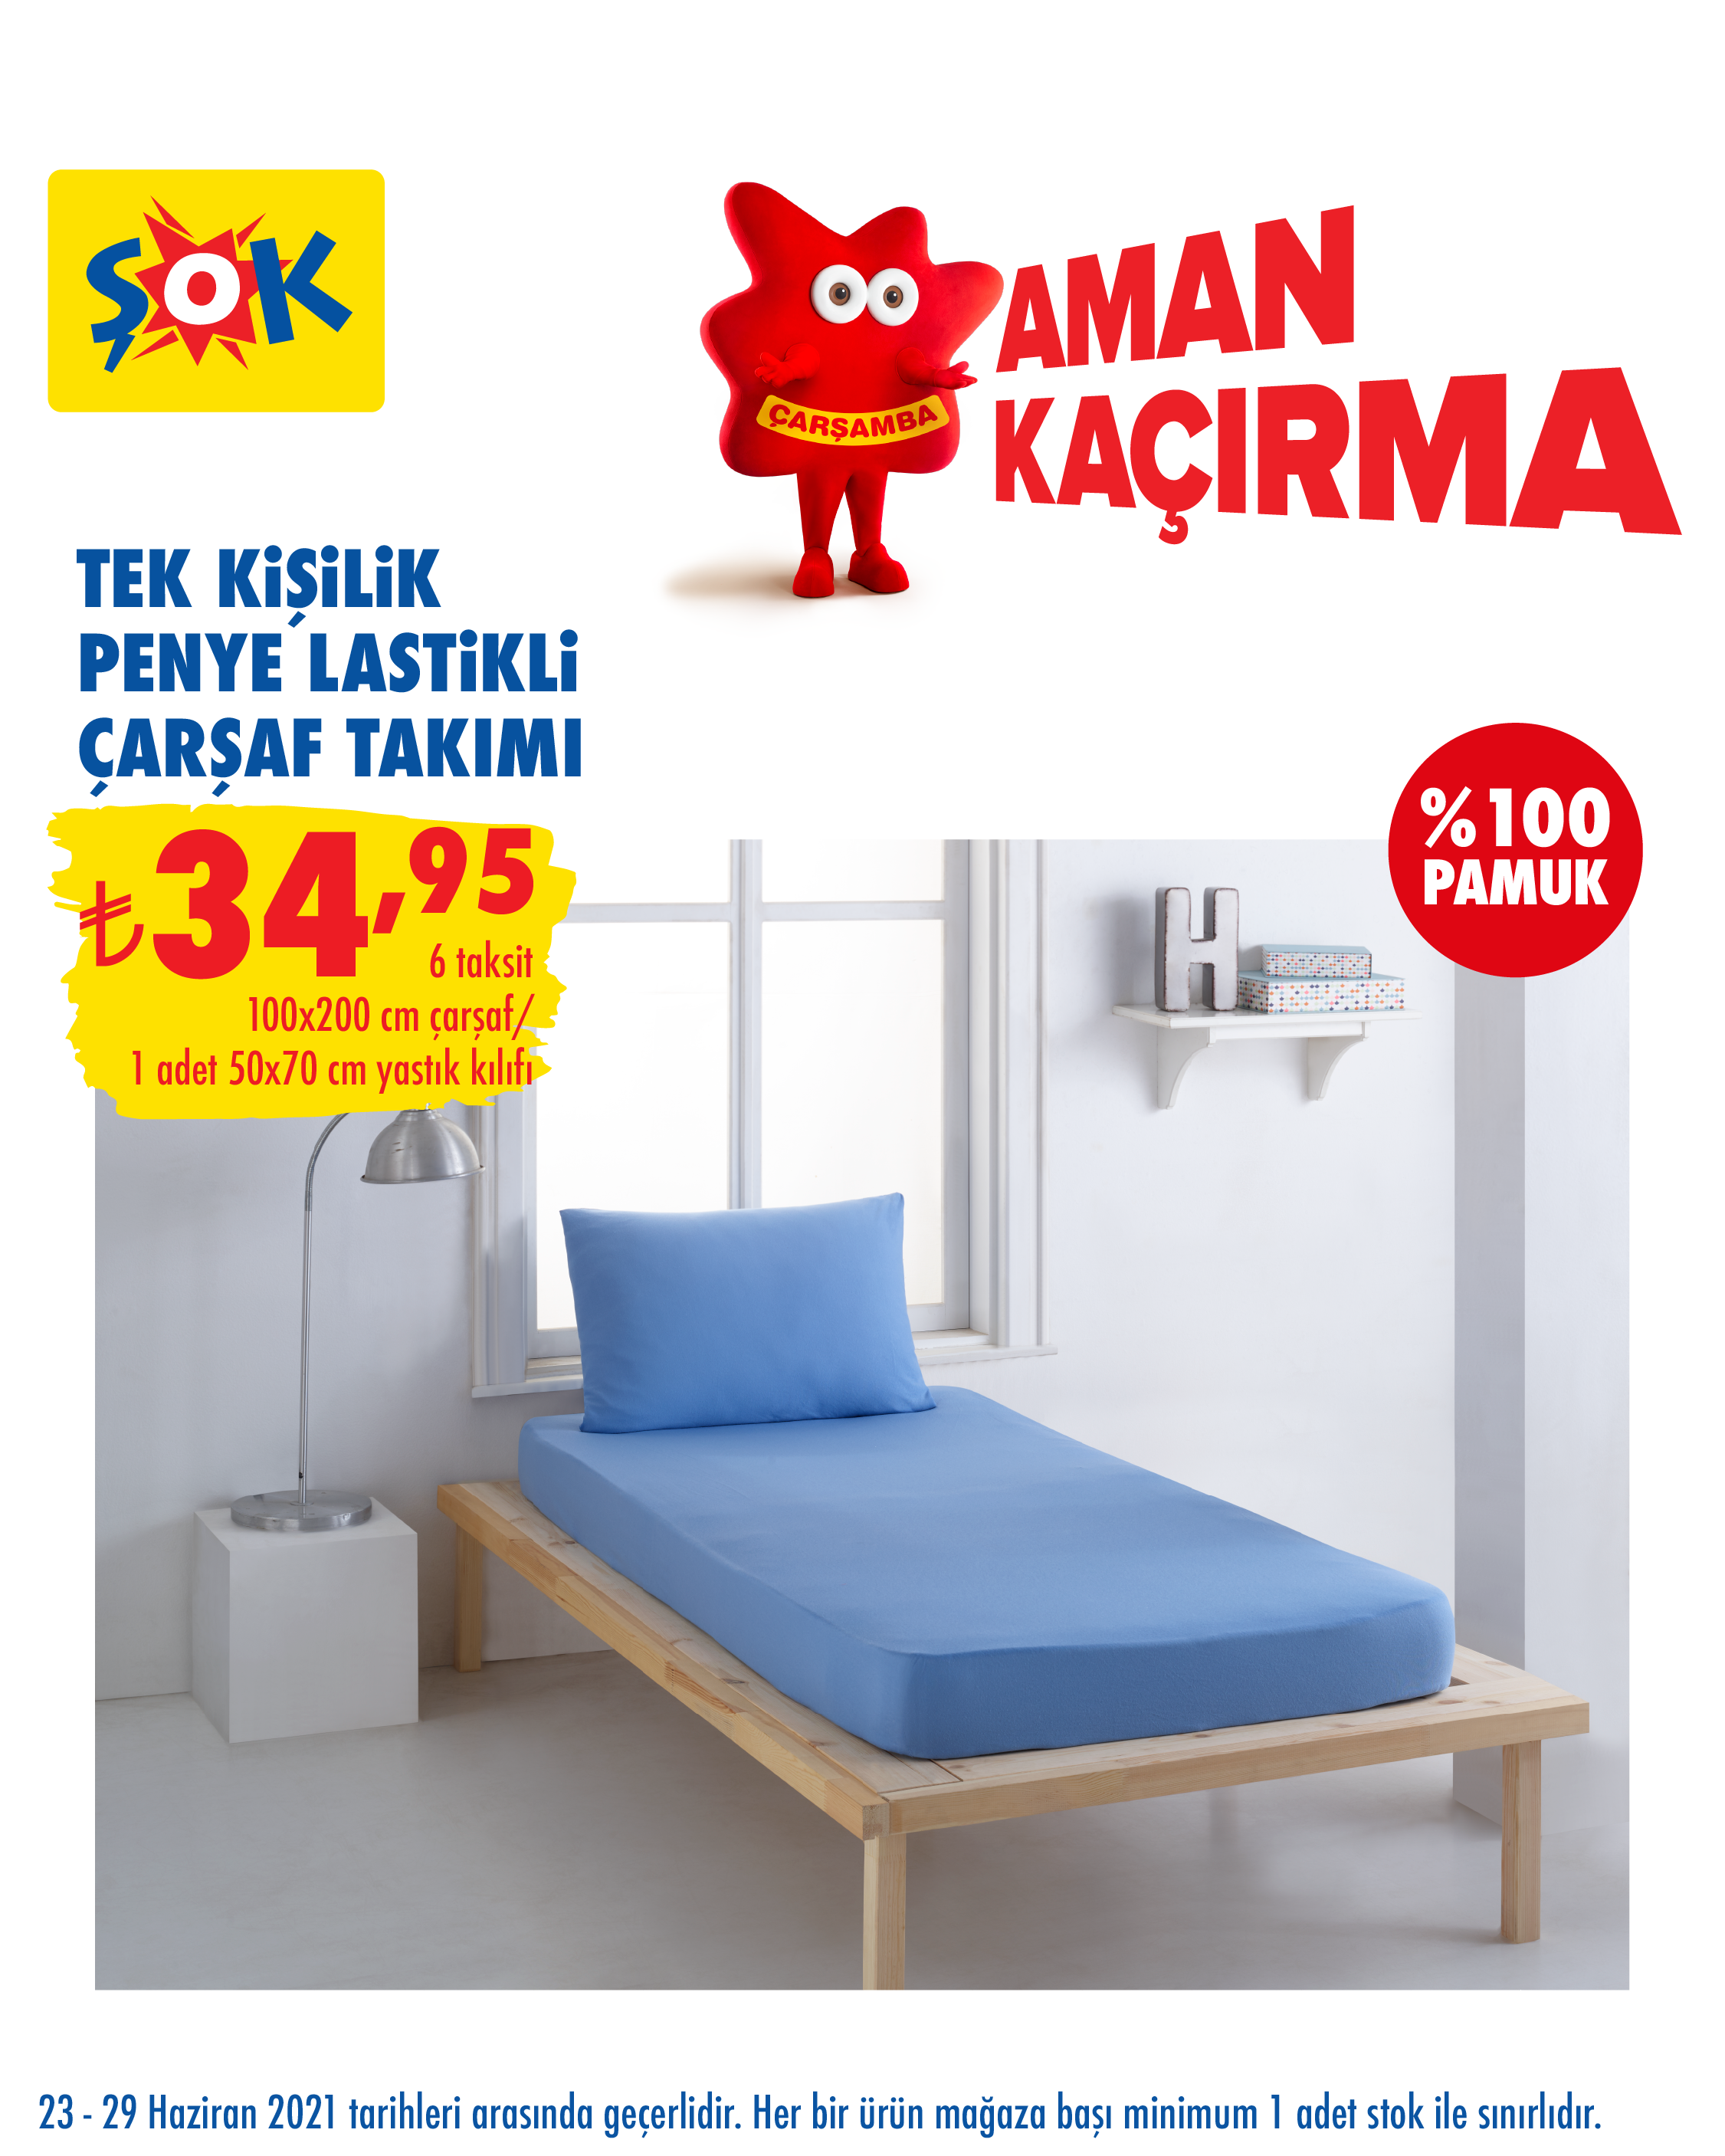 ŞOK
ÇARŞAMBA
AMAN
KAÇIRMA
TEK KİŞİLİK
PENYE LASTİKLİ
ÇARŞAF TAKIMI
%100
PAMUK
₺34,95
6 taksit
100x200 cm çarşaf/
1 adet 50x70 cm yastık kılıfı
H
23 - 29 Haziran 2021 tarihleri arasında geçerlidir. Her bir ürün mağaza başı minimum 1 adet stok ile sınırlıdır.